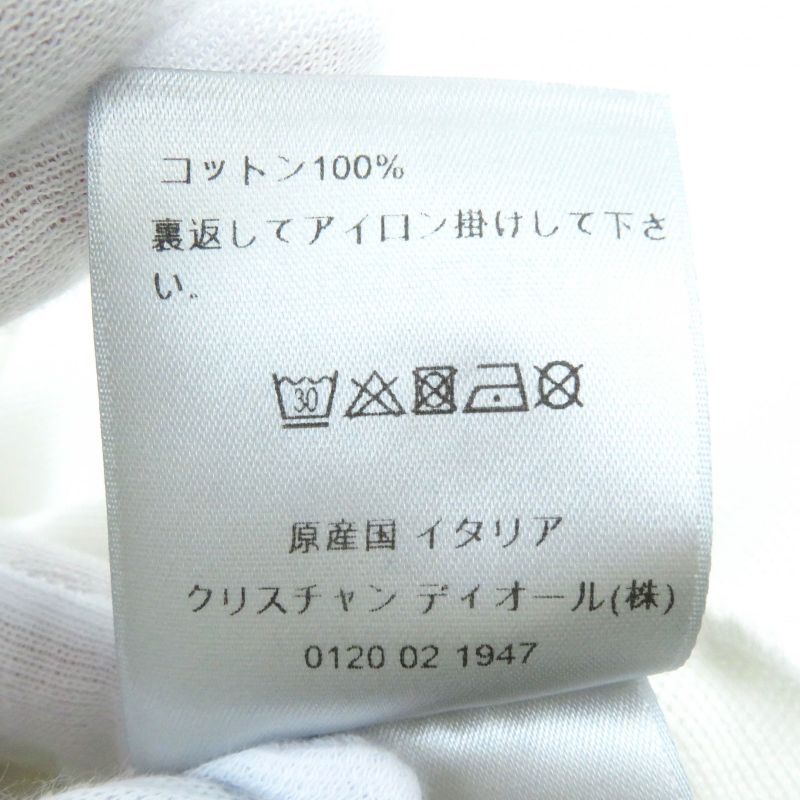 コットン100%
裏返してアイロン掛けして下さ
い。
30
原産国 イタリア
クリスチャン ディオール(株)
0120 02 1947